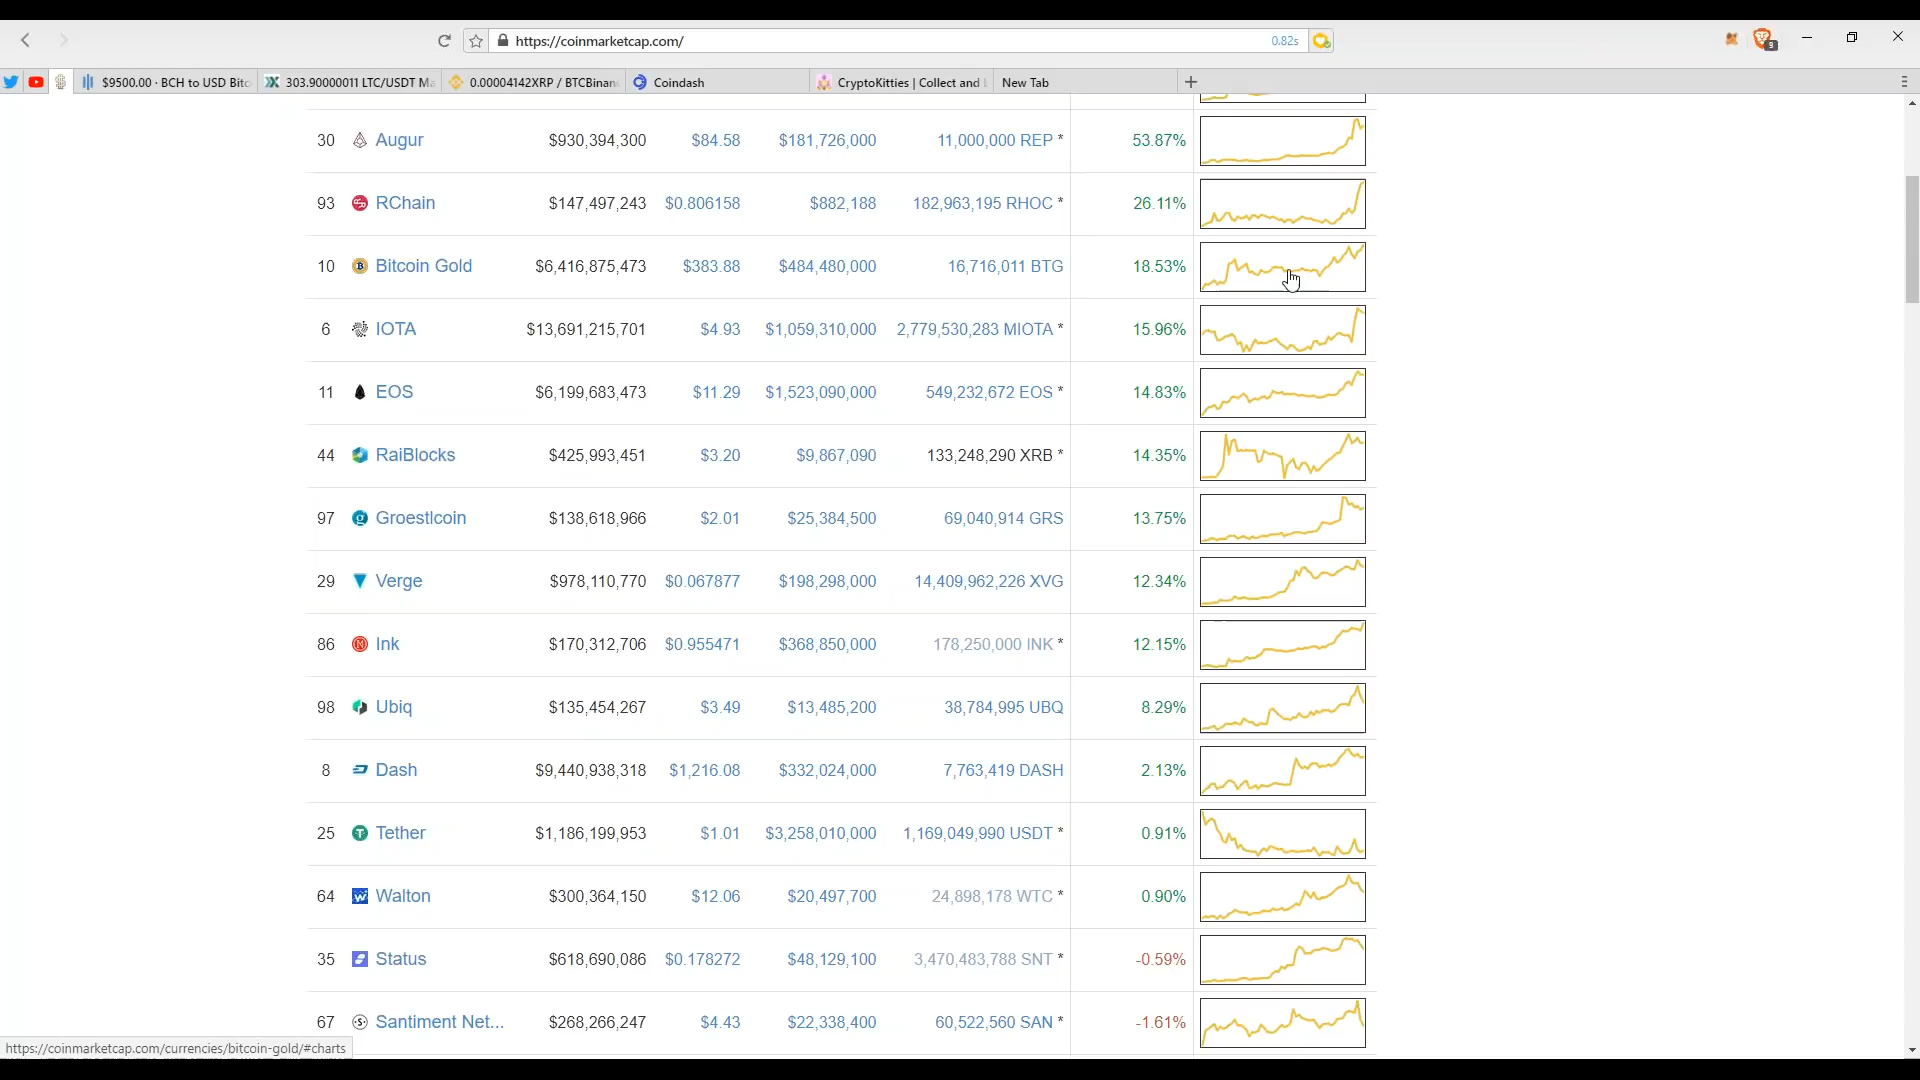 https://coinmarketcap.com/ 0.82s 9
$9500.00 · BCH to USD Bitc 303.90000011 LTC/USDT Ma 0.00004142XRP / BTCBinan Coindash CryptoKitties | Collect and New Tab
30 Augur $930,394,300 $84.58 $181,726,000 11,000,000 REP * 53.87%
93 RChain $147,497,243 $0.806158 $882,188 182,963,195 RHOC * 26.11%
10 Bitcoin Gold $6,416,875,473 $383.88 $484,480,000 16,716,011 BTG 18.53%
6 IOTA $13,691,215,701 $4.93 $1,059,310,000 2,779,530,283 MIOTA * 15.96%
11 EOS $6,199,683,473 $11.29 $1,523,090,000 549,232,672 EOS * 14.83%
44 RaiBlocks $425,993,451 $3.20 $9,867,090 133,248,290 XRB * 14.35%
97 Groestlcoin $138,618,966 $2.01 $25,384,500 69,040,914 GRS 13.75%
29 Verge $978,110,770 $0.067877 $198,298,000 14,409,962,226 XVG 12.34%
86 Ink $170,312,706 $0.955471 $368,850,000 178,250,000 INK * 12.15%
98 Ubiq $135,454,267 $3.49 $13,485,200 38,784,995 UBQ 8.29%
8 Dash $9,440,938,318 $1,216.08 $332,024,000 7,763,419 DASH 2.13%
25 Tether $1,186,199,953 $1.01 $3,258,010,000 1,169,049,990 USDT * 0.91%
64 Walton $300,364,150 $12.06 $20,497,700 24,898,178 WTC * 0.90%
35 Status $618,690,086 $0.178272 $48,129,100 3,470,483,788 SNT * -0.59%
67 Santiment Net... $268,266,247 $4.43 $22,338,400 60,522,560 SAN * -1.61%
https://coinmarketcap.com/currencies/bitcoin-gold/#charts